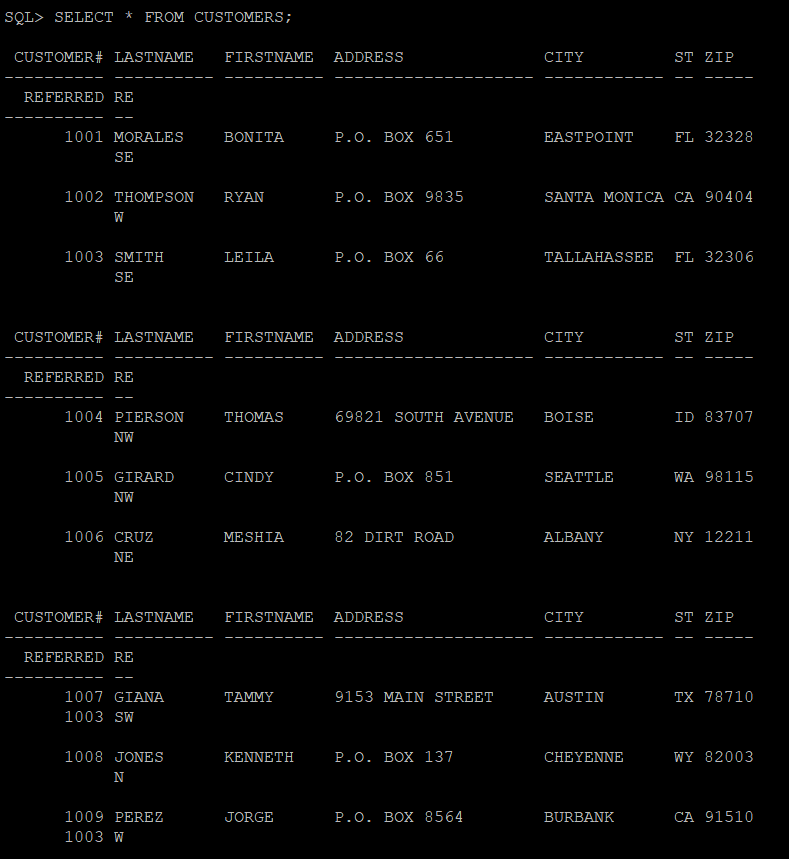 SQL> SELECT * FROM CUSTOMERS;
 CUSTOMER# LASTNAME   FIRSTNAME  ADDRESS              CITY         ST ZIP
---------- ---------- ---------- -------------------- ------------ -- -----
  REFERRED RE
---------- --
      1001 MORALES    BONITA     P.O. BOX 651         EASTPOINT    FL 32328
           SE
      1002 THOMPSON   RYAN       P.O. BOX 9835        SANTA MONICA CA 90404
           W
      1003 SMITH      LEILA      P.O. BOX 66          TALLAHASSEE  FL 32306
           SE
 CUSTOMER# LASTNAME   FIRSTNAME  ADDRESS              CITY         ST ZIP
---------- ---------- ---------- -------------------- ------------ -- -----
  REFERRED RE
---------- --
      1004 PIERSON    THOMAS     69821 SOUTH AVENUE   BOISE        ID 83707
           NW
      1005 GIRARD     CINDY      P.O. BOX 851         SEATTLE      WA 98115
           NW
      1006 CRUZ       MESHIA     82 DIRT ROAD         ALBANY       NY 12211
           NE
 CUSTOMER# LASTNAME   FIRSTNAME  ADDRESS              CITY         ST ZIP
---------- ---------- ---------- -------------------- ------------ -- -----
  REFERRED RE
---------- --
      1007 GIANA      TAMMY      9153 MAIN STREET     AUSTIN       TX 78710
      1003 SW
      1008 JONES      KENNETH    P.O. BOX 137         CHEYENNE     WY 82003
           N
      1009 PEREZ      JORGE      P.O. BOX 8564        BURBANK      CA 91510
      1003 W